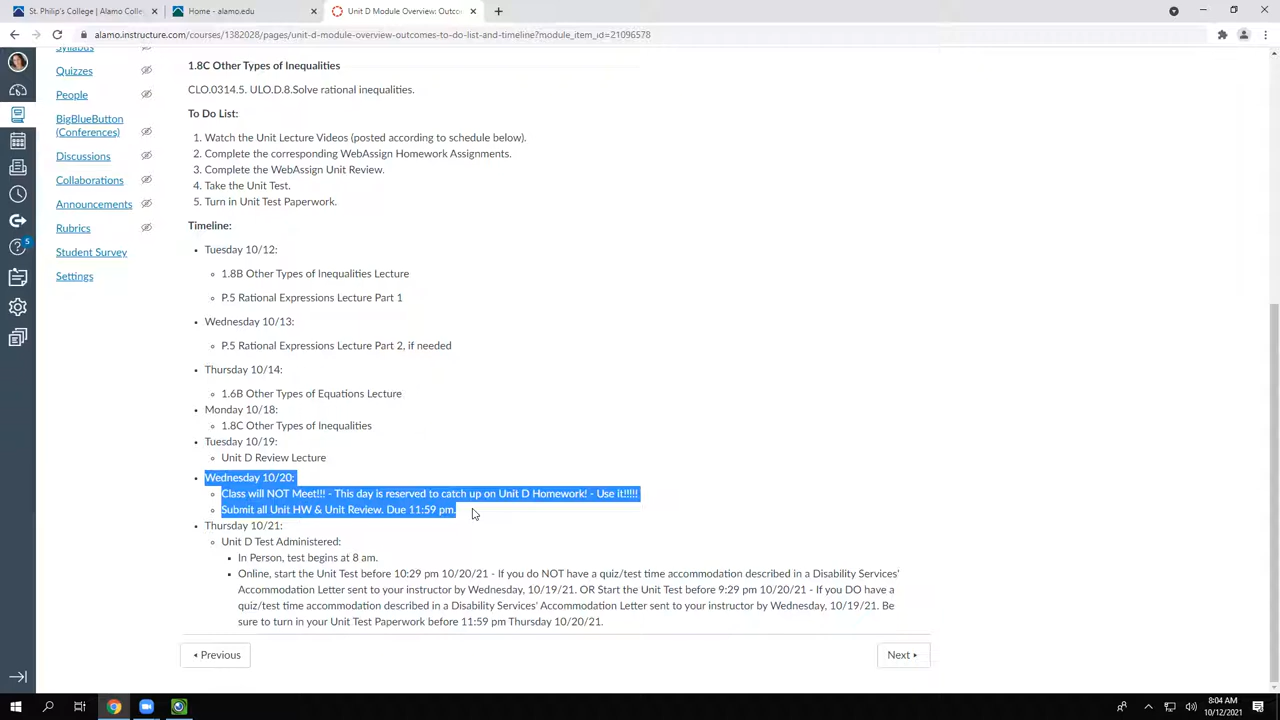 St. Philip's College | Alamo Colleg
Home - alamo.edu
Unit D Module Overview: Outcom
alamo.instructure.com/courses/1382028/pages/unit-d-module-overview-outcomes-to-do-list-and-timeline?module_item_id=21096578
Syllabus
Quizzes
People
BigBlueButton
(Conferences)
Discussions
Collaborations
Announcements
Rubrics
5
Student Survey
Settings
1.8C Other Types of Inequalities
CLO.0314.5. ULO.D.8.Solve rational inequalities.
To Do List:
1. Watch the Unit Lecture Videos (posted according to schedule below).
2. Complete the corresponding WebAssign Homework Assignments.
3. Complete the WebAssign Unit Review.
4. Take the Unit Test.
5. Turn in Unit Test Paperwork.
Timeline:
• Tuesday 10/12:
◦ 1.8B Other Types of Inequalities Lecture
◦ P.5 Rational Expressions Lecture Part 1
• Wednesday 10/13:
◦ P.5 Rational Expressions Lecture Part 2, if needed
• Thursday 10/14:
◦ 1.6B Other Types of Equations Lecture
• Monday 10/18:
◦ 1.8C Other Types of Inequalities
• Tuesday 10/19:
◦ Unit D Review Lecture
• Wednesday 10/20:
◦ Class will NOT Meet!!! - This day is reserved to catch up on Unit D Homework! - Use it!!!!!
◦ Submit all Unit HW & Unit Review. Due 11:59 pm.
• Thursday 10/21:
◦ Unit D Test Administered:
▪ In Person, test begins at 8 am.
▪ Online, start the Unit Test before 10:29 pm 10/20/21 - If you do NOT have a quiz/test time accommodation described in a Disability Services'
Accommodation Letter sent to your instructor by Wednesday, 10/19/21. OR Start the Unit Test before 9:29 pm 10/20/21 - If you DO have a
quiz/test time accommodation described in a Disability Services' Accommodation Letter sent to your instructor by Wednesday, 10/19/21. Be
sure to turn in your Unit Test Paperwork before 11:59 pm Thursday 10/20/21.
◂ Previous
Next ▸
8:04 AM
10/12/2021